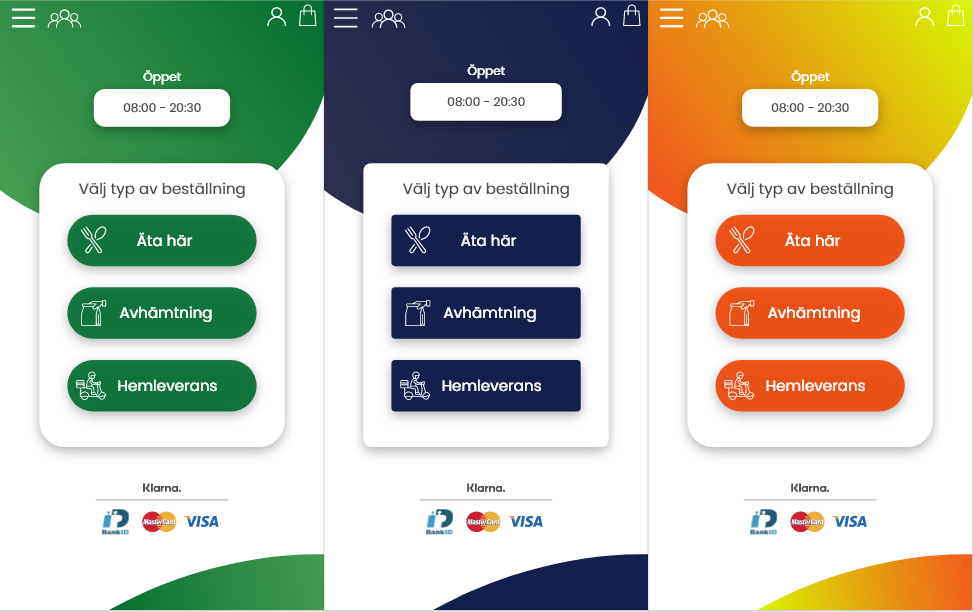 Öppet
08:00 - 20:30
Välj typ av beställning
Äta här
Avhämtning
Hemleverans
Klarna.
BankID
MasterCard
VISA
Öppet
08:00 - 20:30
Välj typ av beställning
Äta här
Avhämtning
Hemleverans
Klarna.
BankID
MasterCard
VISA
Öppet
08:00 - 20:30
Välj typ av beställning
Äta här
Avhämtning
Hemleverans
Klarna.
BankID
MasterCard
VISA